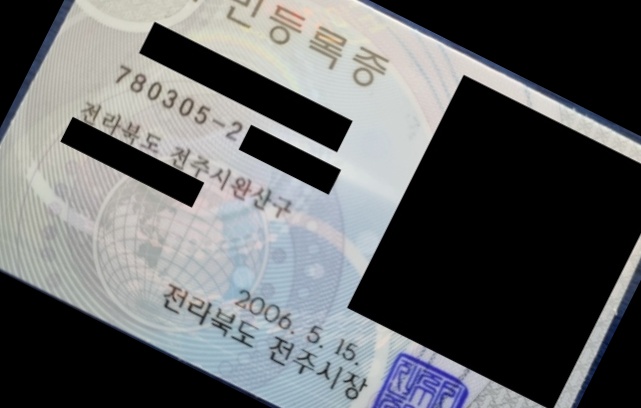 민등록증
780305-2
전라북도 전주시완산구
2006. 5. 15.
전라북도 전주시장